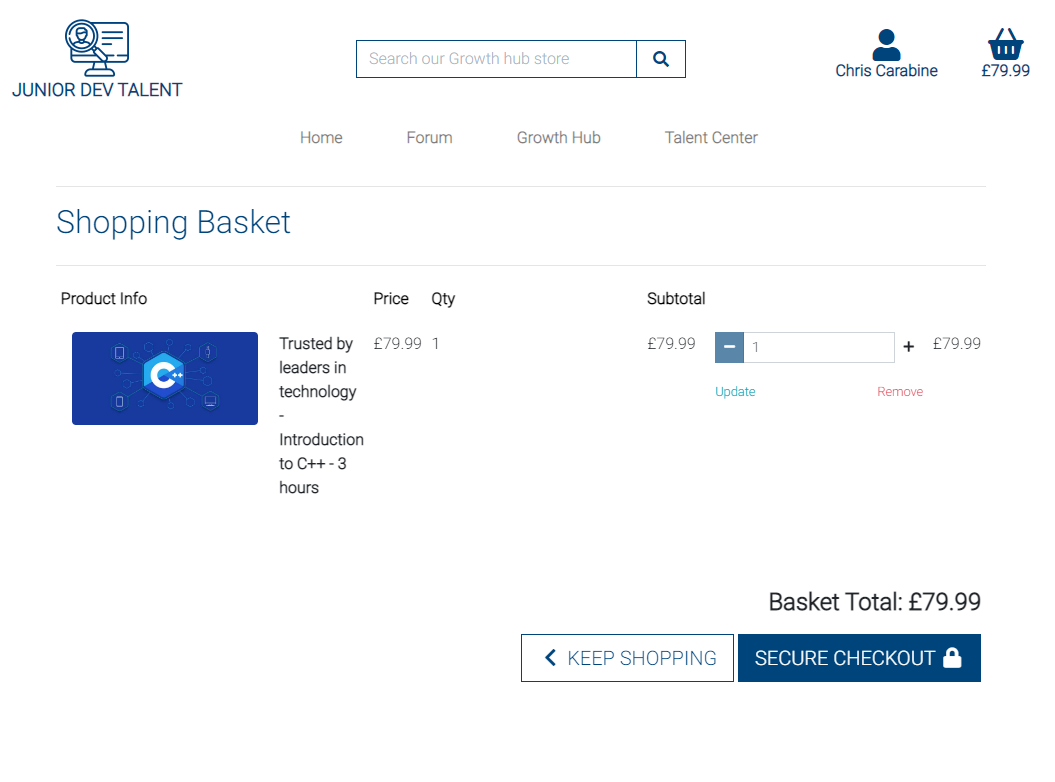 JUNIOR DEV TALENT
Search our Growth hub store
Chris Carabine
£79.99
Home Forum Growth Hub Talent Center
Shopping Basket
Product Info Price Qty Subtotal
C++
Trusted by
leaders in
technology
-
Introduction
to C++ - 3
hours
£79.99 1 £79.99 1 £79.99
Update Remove
Basket Total: £79.99
KEEP SHOPPING
SECURE CHECKOUT